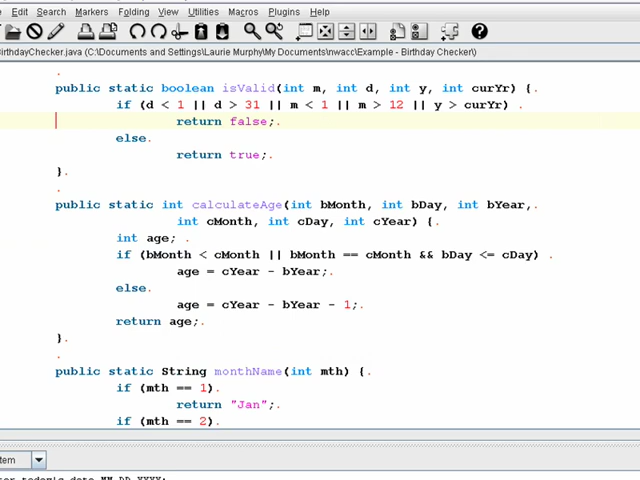 Edit Search Markers Folding View Utilities Macros Plugins Help
BirthdayChecker.java (C:\Documents and Settings\Laurie Murphy\My Documents\nwacc\Example - Birthday Checker\)
.
public static boolean isValid(int m, int d, int y, int curYr) {.
if (d < 1 || d > 31 || m < 1 || m > 12 || y > curYr) .
return false;.
else.
return true;.
}.
.
public static int calculateAge(int bMonth, int bDay, int bYear,.
int cMonth, int cDay, int cYear) {.
int age; .
if (bMonth < cMonth || bMonth == cMonth && bDay <= cDay) .
age = cYear - bYear;.
else.
age = cYear - bYear - 1;.
return age;.
}.
.
public static String monthName(int mth) {.
if (mth == 1).
return "Jan";.
if (mth == 2).
tem